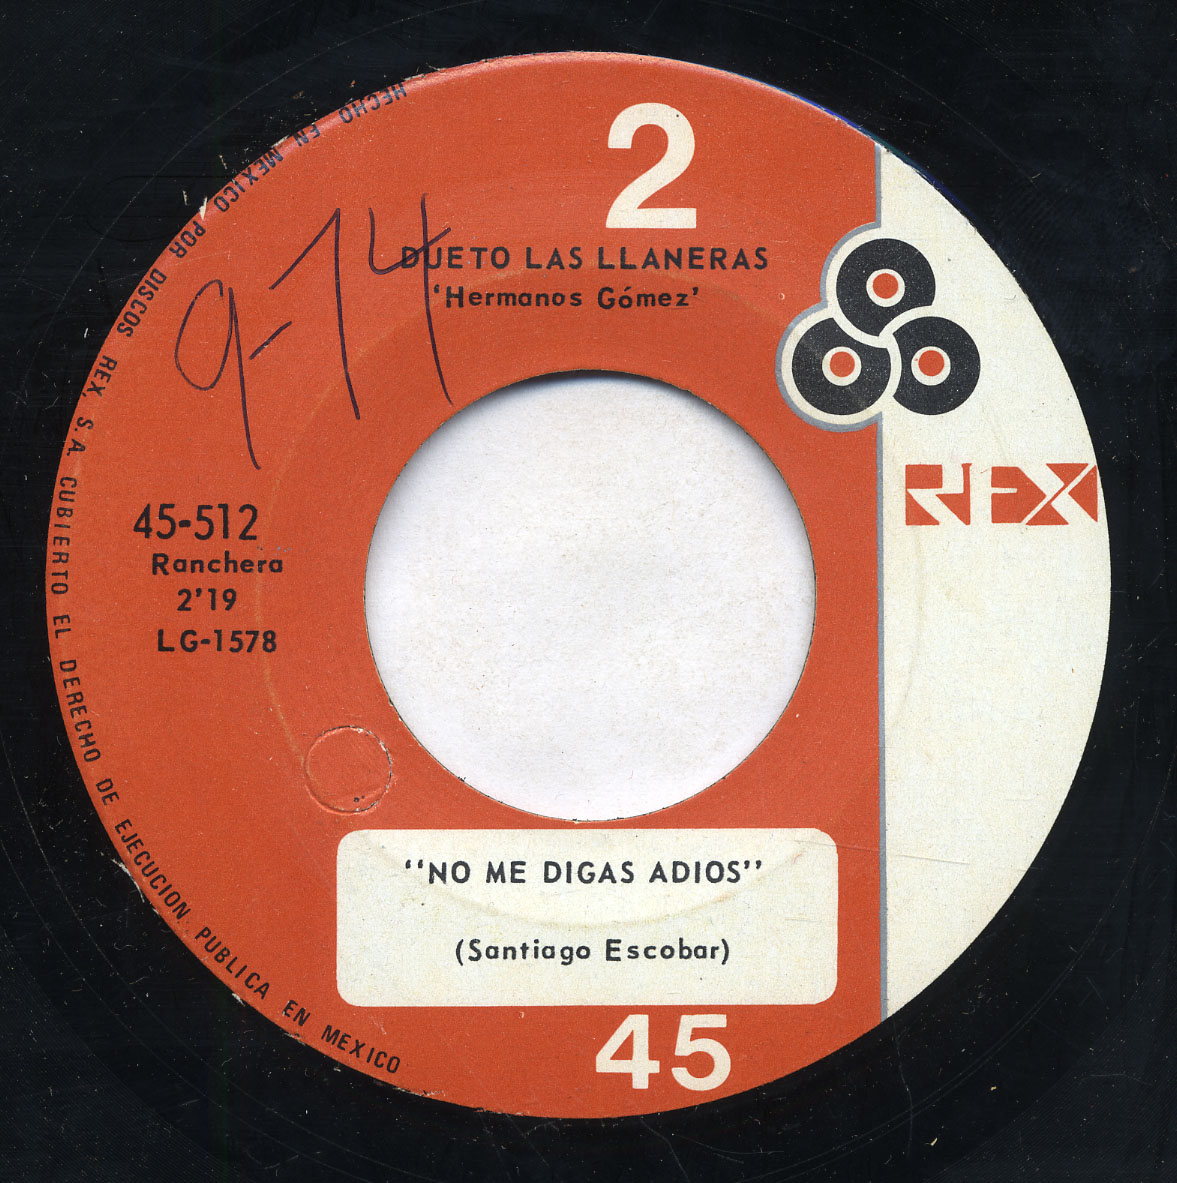 2
DUETO LAS LLANERAS
'Hermanos Gómez'
9-74
REX
45-512
Ranchera
2'19
LG-1578
"NO ME DIGAS ADIOS"
(Santiago Escobar)
45
HECHO EN MEXICO POR DISCOS REX, S.A. CUBIERTO EL DERECHO DE EJECUCION PUBLICA EN MEXICO